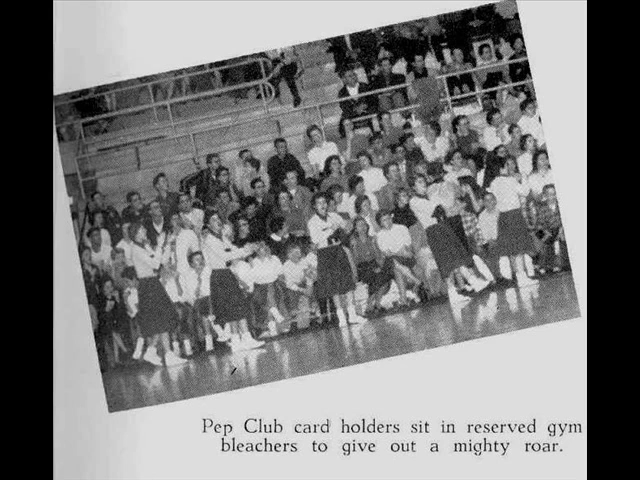 Pep Club card holders sit in reserved gym
bleachers to give out a mighty roar.